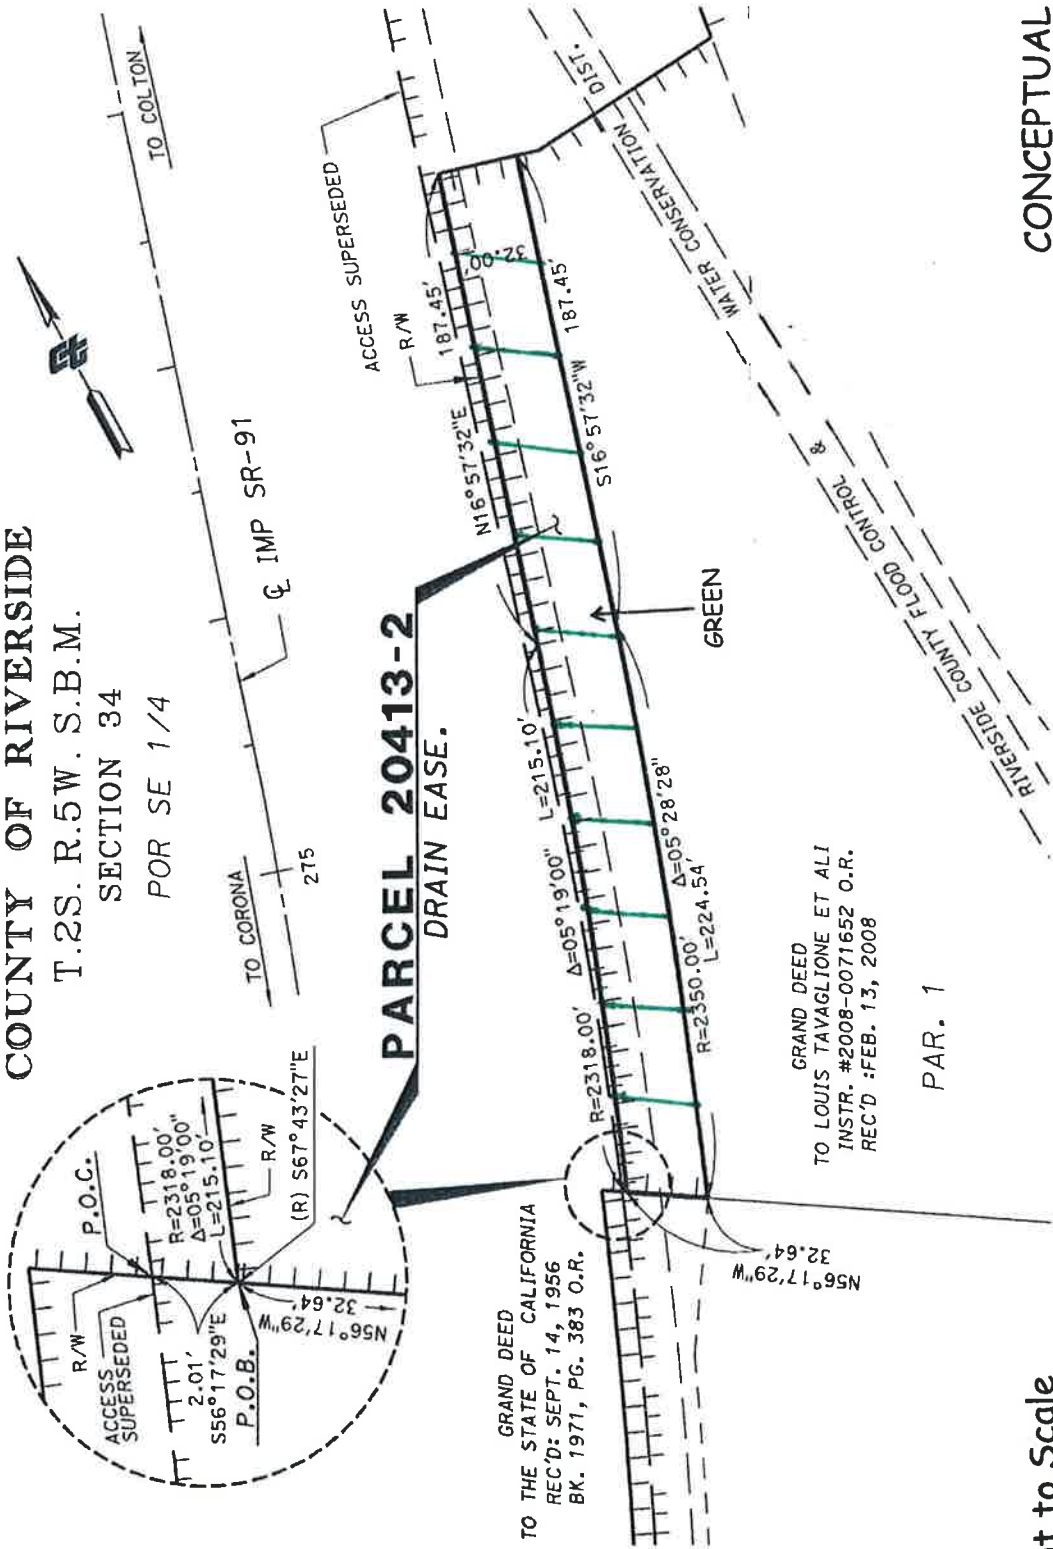 COUNTY OF RIVERSIDE
T.2S. R.5W. S.B.M.
SECTION 34
POR SE 1/4
TO COLTON
℄ IMP SR-91
TO CORONA
275
ACCESS SUPERSEDED
R/W
PARCEL 20413-2
DRAIN EASE.
R/W
P.O.C.
ACCESS
SUPERSEDED
R=2318.00'
Δ=05°19'00"
L=215.10'
R/W
2.01'
S56°17'29"E
P.O.B.
N56°17'29"W
32.64'
(R) S67°43'27"E
R=2318.00'
Δ=05°19'00"
L=215.10'
N16°57'32"E
187.45'
32.00'
R=2350.00'
L=224.54'
Δ=05°28'28"
S16°57'32"W
187.45'
GREEN
N56°17'29"W
32.64'
GRAND DEED
TO THE STATE OF CALIFORNIA
REC'D: SEPT. 14, 1956
BK. 1971, PG. 383 O.R.
GRAND DEED
TO LOUIS TAVAGLIONE ET ALI
INSTR. #2008-0071652 O.R.
REC'D :FEB. 13, 2008
PAR. 1
RIVERSIDE COUNTY FLOOD CONTROL & WATER CONSERVATION DIST.
t to Scale
CONCEPTUAL